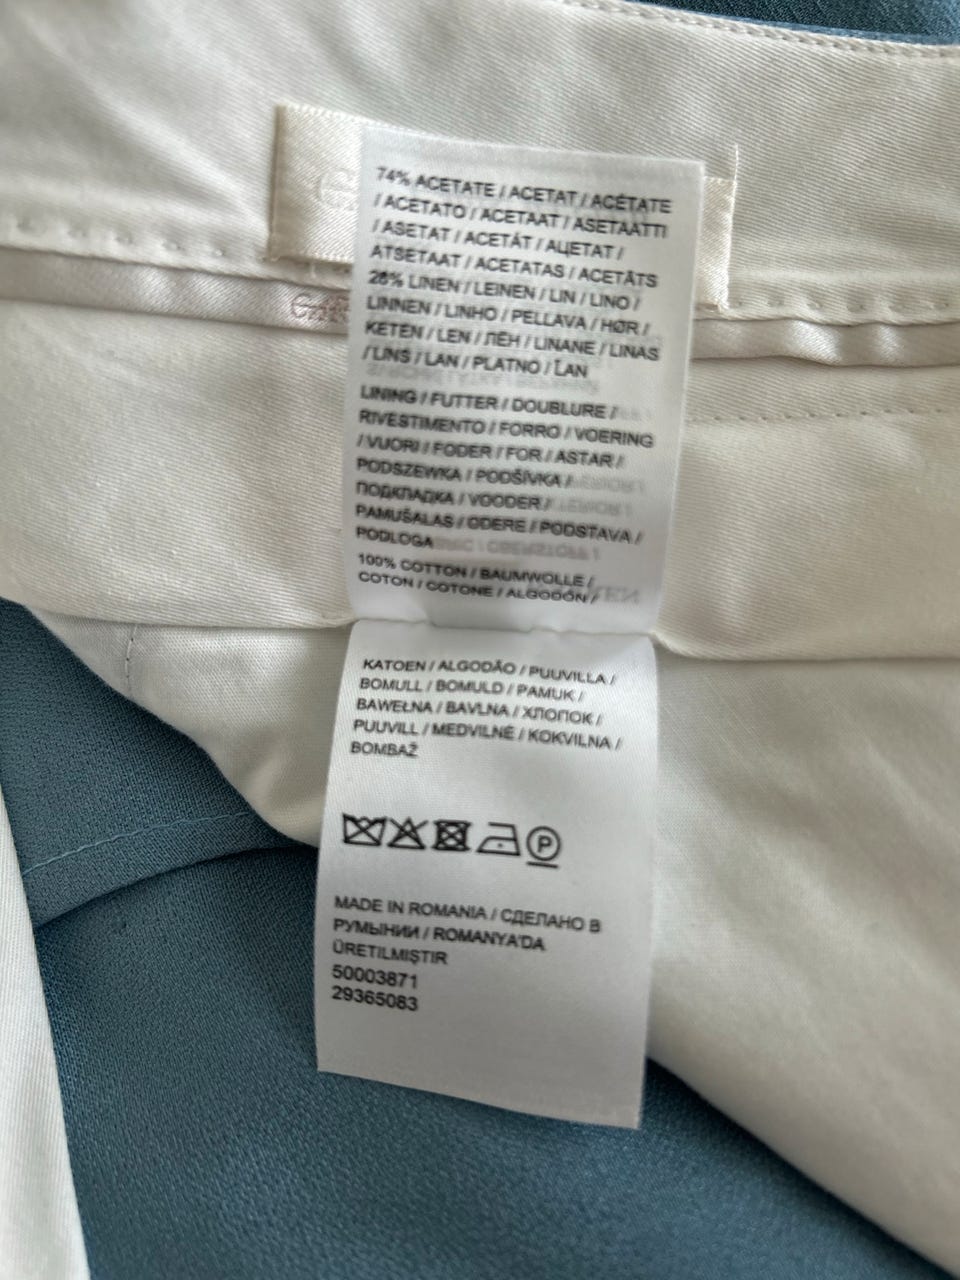 74% ACETATE / ACETAT / ACÉTATE
/ ACETATO / ACETAAT / ASETAATTI
/ ASETAT / ACETÁT / АЦЕТАТ /
ATSETAAT / ACETATAS / ACETĀTS
26% LINEN / LEINEN / LIN / LINO /
LINNEN / LINHO / PELLAVA / HØR /
KETEN / LEN / ЛЁН / LINANE / LINAS
/ LINS / LAN / PLATNO / LAN
LINING / FUTTER / DOUBLURE /
RIVESTIMENTO / FORRO / VOERING
/ VUORI / FODER / FOR / ASTAR /
PODSZEWKA / PODŠÍVKA /
ПОДКЛАДКА / VOODER /
PAMUŠALAS / ODERE / PODSTAVA /
PODLOGA
100% COTTON / BAUMWOLLE /
COTON / COTONE / ALGODÓN /
KATOEN / ALGODÃO / PUUVILLA /
BOMULL / BOMULD / PAMUK /
BAWEŁNA / BAVLNA / ХЛОПОК /
PUUVILL / MEDVILNĖ / KOKVILNA /
BOMBAŽ
P
MADE IN ROMANIA / СДЕЛАНО В
РУМЫНИИ / ROMANYA'DA
ÜRETILMIŞTIR
50003871
29365083